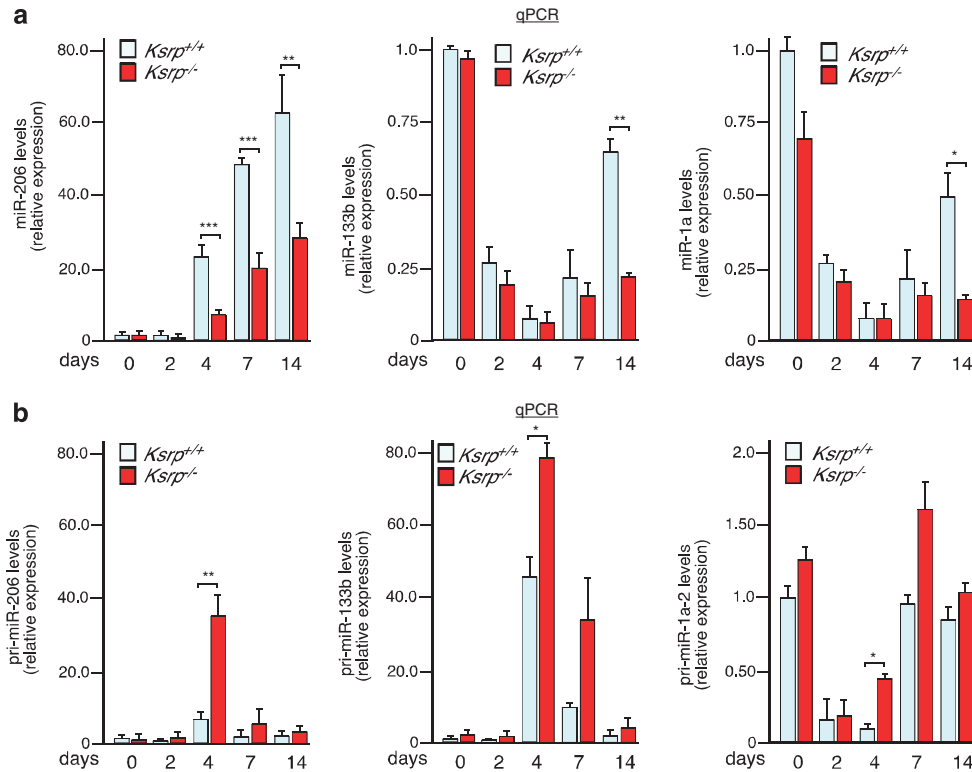 a
qPCR
miR-206 levels
(relative expression)
80.0
60.0
40.0
20.0
0
Ksrp+/+
Ksrp-/-
***
***
**
days 0 2 4 7 14
miR-133b levels
(relative expression)
1.0
0.75
0.50
0.25
0
Ksrp+/+
Ksrp-/-
**
0 2 4 7 14
miR-1a levels
(relative expression)
1.0
0.75
0.50
0.25
0
Ksrp+/+
Ksrp-/-
*
days 0 2 4 7 14
b
qPCR
pri-miR-206 levels
(relative expression)
80.0
60.0
40.0
20.0
0
Ksrp+/+
Ksrp-/-
**
days 0 2 4 7 14
pri-miR-133b levels
(relative expression)
80.0
60.0
40.0
20.0
0
Ksrp+/+
Ksrp-/-
*
days 0 2 4 7 14
pri-miR-1a-2 levels
(relative expression)
2.0
1.50
1.0
0.50
0
Ksrp+/+
Ksrp-/-
*
days 0 2 4 7 14